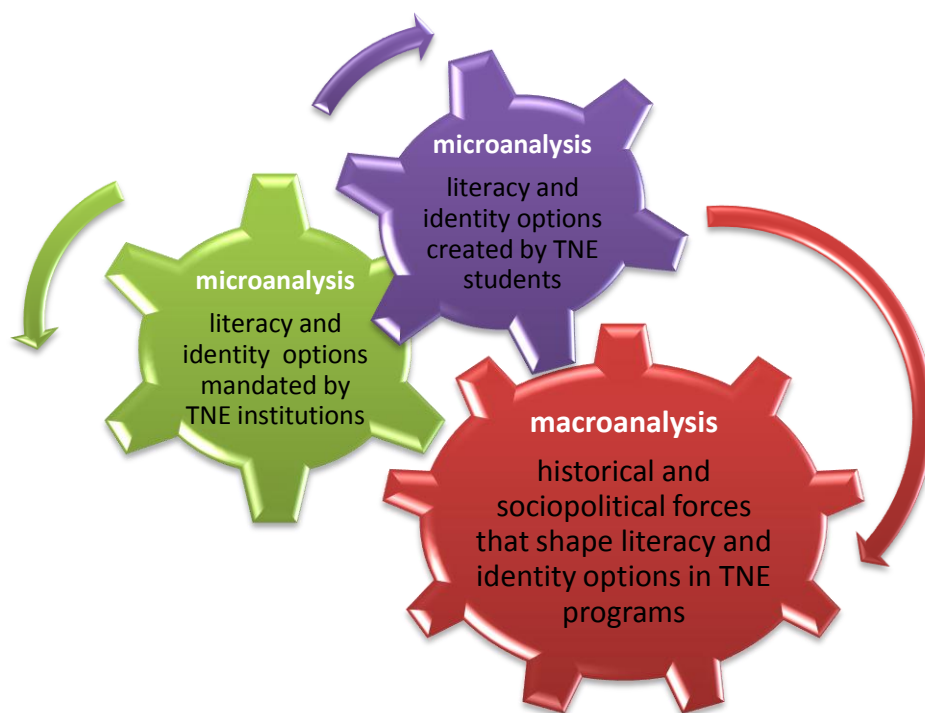 microanalysis
literacy and
identity options
created by TNE
students
microanalysis
literacy and
identity options
mandated by
TNE institutions
macroanalysis
historical and
sociopolitical forces
that shape literacy and
identity options in TNE
programs